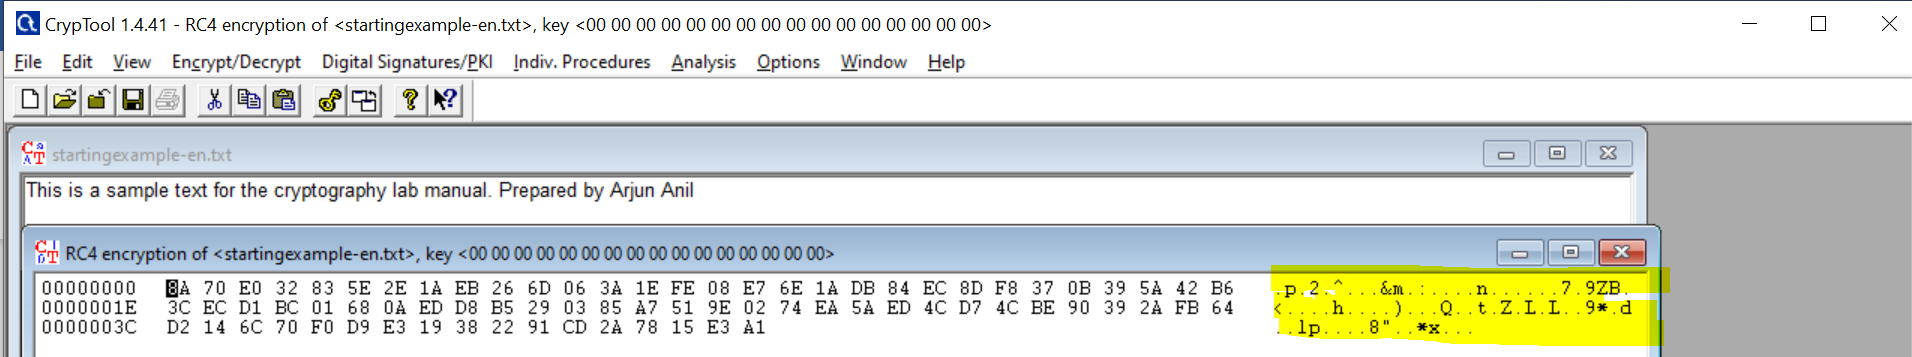 CrypTool 1.4.41 - RC4 encryption of <startingexample-en.txt>, key <00 00 00 00 00 00 00 00 00 00 00 00 00 00 00 00>
File Edit View Encrypt/Decrypt Digital Signatures/PKI Indiv. Procedures Analysis Options Window Help
startingexample-en.txt
This is a sample text for the cryptography lab manual. Prepared by Arjun Anil
RC4 encryption of <startingexample-en.txt>, key <00 00 00 00 00 00 00 00 00 00 00 00 00 00 00 00>
00000000 8A 70 E0 32 83 5E 2E 1A EB 26 6D 06 3A 1E FE 08 E7 6E 1A DB 84 EC 8D F8 37 0B 39 5A 42 B6 .p.2.^...&m.:....n......7.9ZB.
0000001E 3C EC D1 BC 01 68 0A ED D8 B5 29 03 85 A7 51 9E 02 74 EA 5A ED 4C D7 4C BE 90 39 2A FB 64 <....h....)...Q..t.Z.L.L..9*.d
0000003C D2 14 6C 70 F0 D9 E3 19 38 22 91 CD 2A 78 15 E3 A1 ..lp....8"..*x...